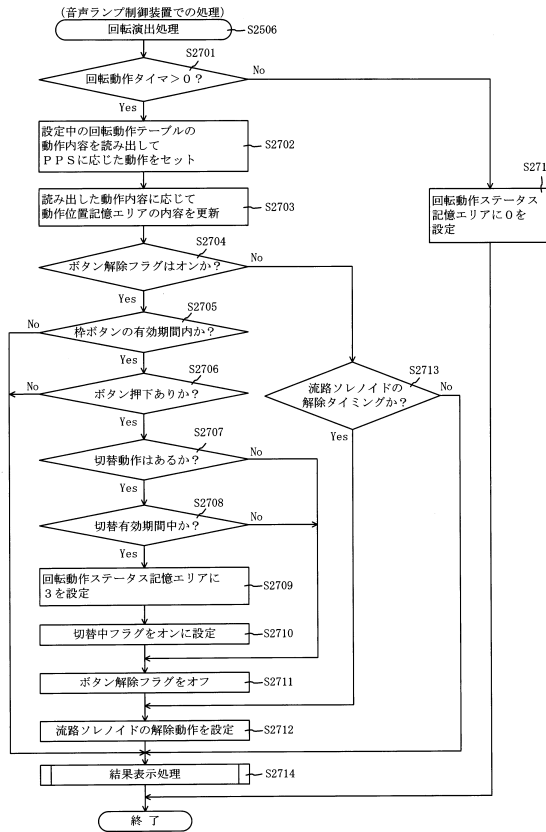 (音声ランプ制御装置での処理)
回転演出処理
S2506
S2701
回転動作タイマ>0?
No
Yes
設定中の回転動作テーブルの
動作内容を読み出して
PPSに応じた動作をセット
S2702
S271
回転動作ステータス
記憶エリアに0を
設定
読み出した動作内容に応じて
動作位置記憶エリアの内容を更新
S2703
S2704
ボタン解除フラグはオンか?
No
Yes
S2705
No
枠ボタンの有効期間内か?
Yes
S2706
No
ボタン押下ありか?
Yes
S2713
流路ソレノイドの
解除タイミングか?
No
Yes
S2707
切替動作はあるか?
No
Yes
S2708
切替有効期間中か?
No
Yes
回転動作ステータス記憶エリアに
3を設定
S2709
切替中フラグをオンに設定
S2710
ボタン解除フラグをオフ
S2711
流路ソレノイドの解除動作を設定
S2712
結果表示処理
S2714
終了